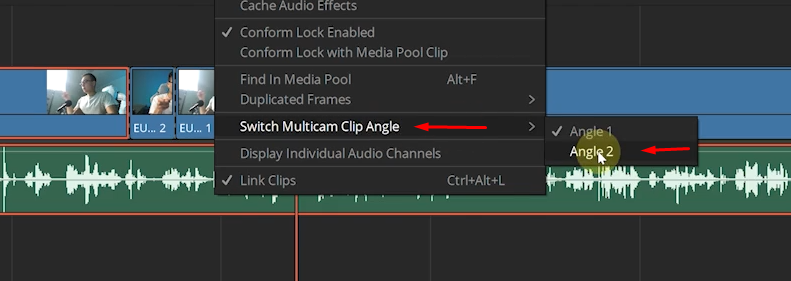 Cache Audio Effects
Conform Lock Enabled
Conform Lock with Media Pool Clip
Find In Media Pool Alt+F
Duplicated Frames
Switch Multicam Clip Angle
Angle 1
Angle 2
Display Individual Audio Channels
Link Clips Ctrl+Alt+L
EU... 2
EU... 1